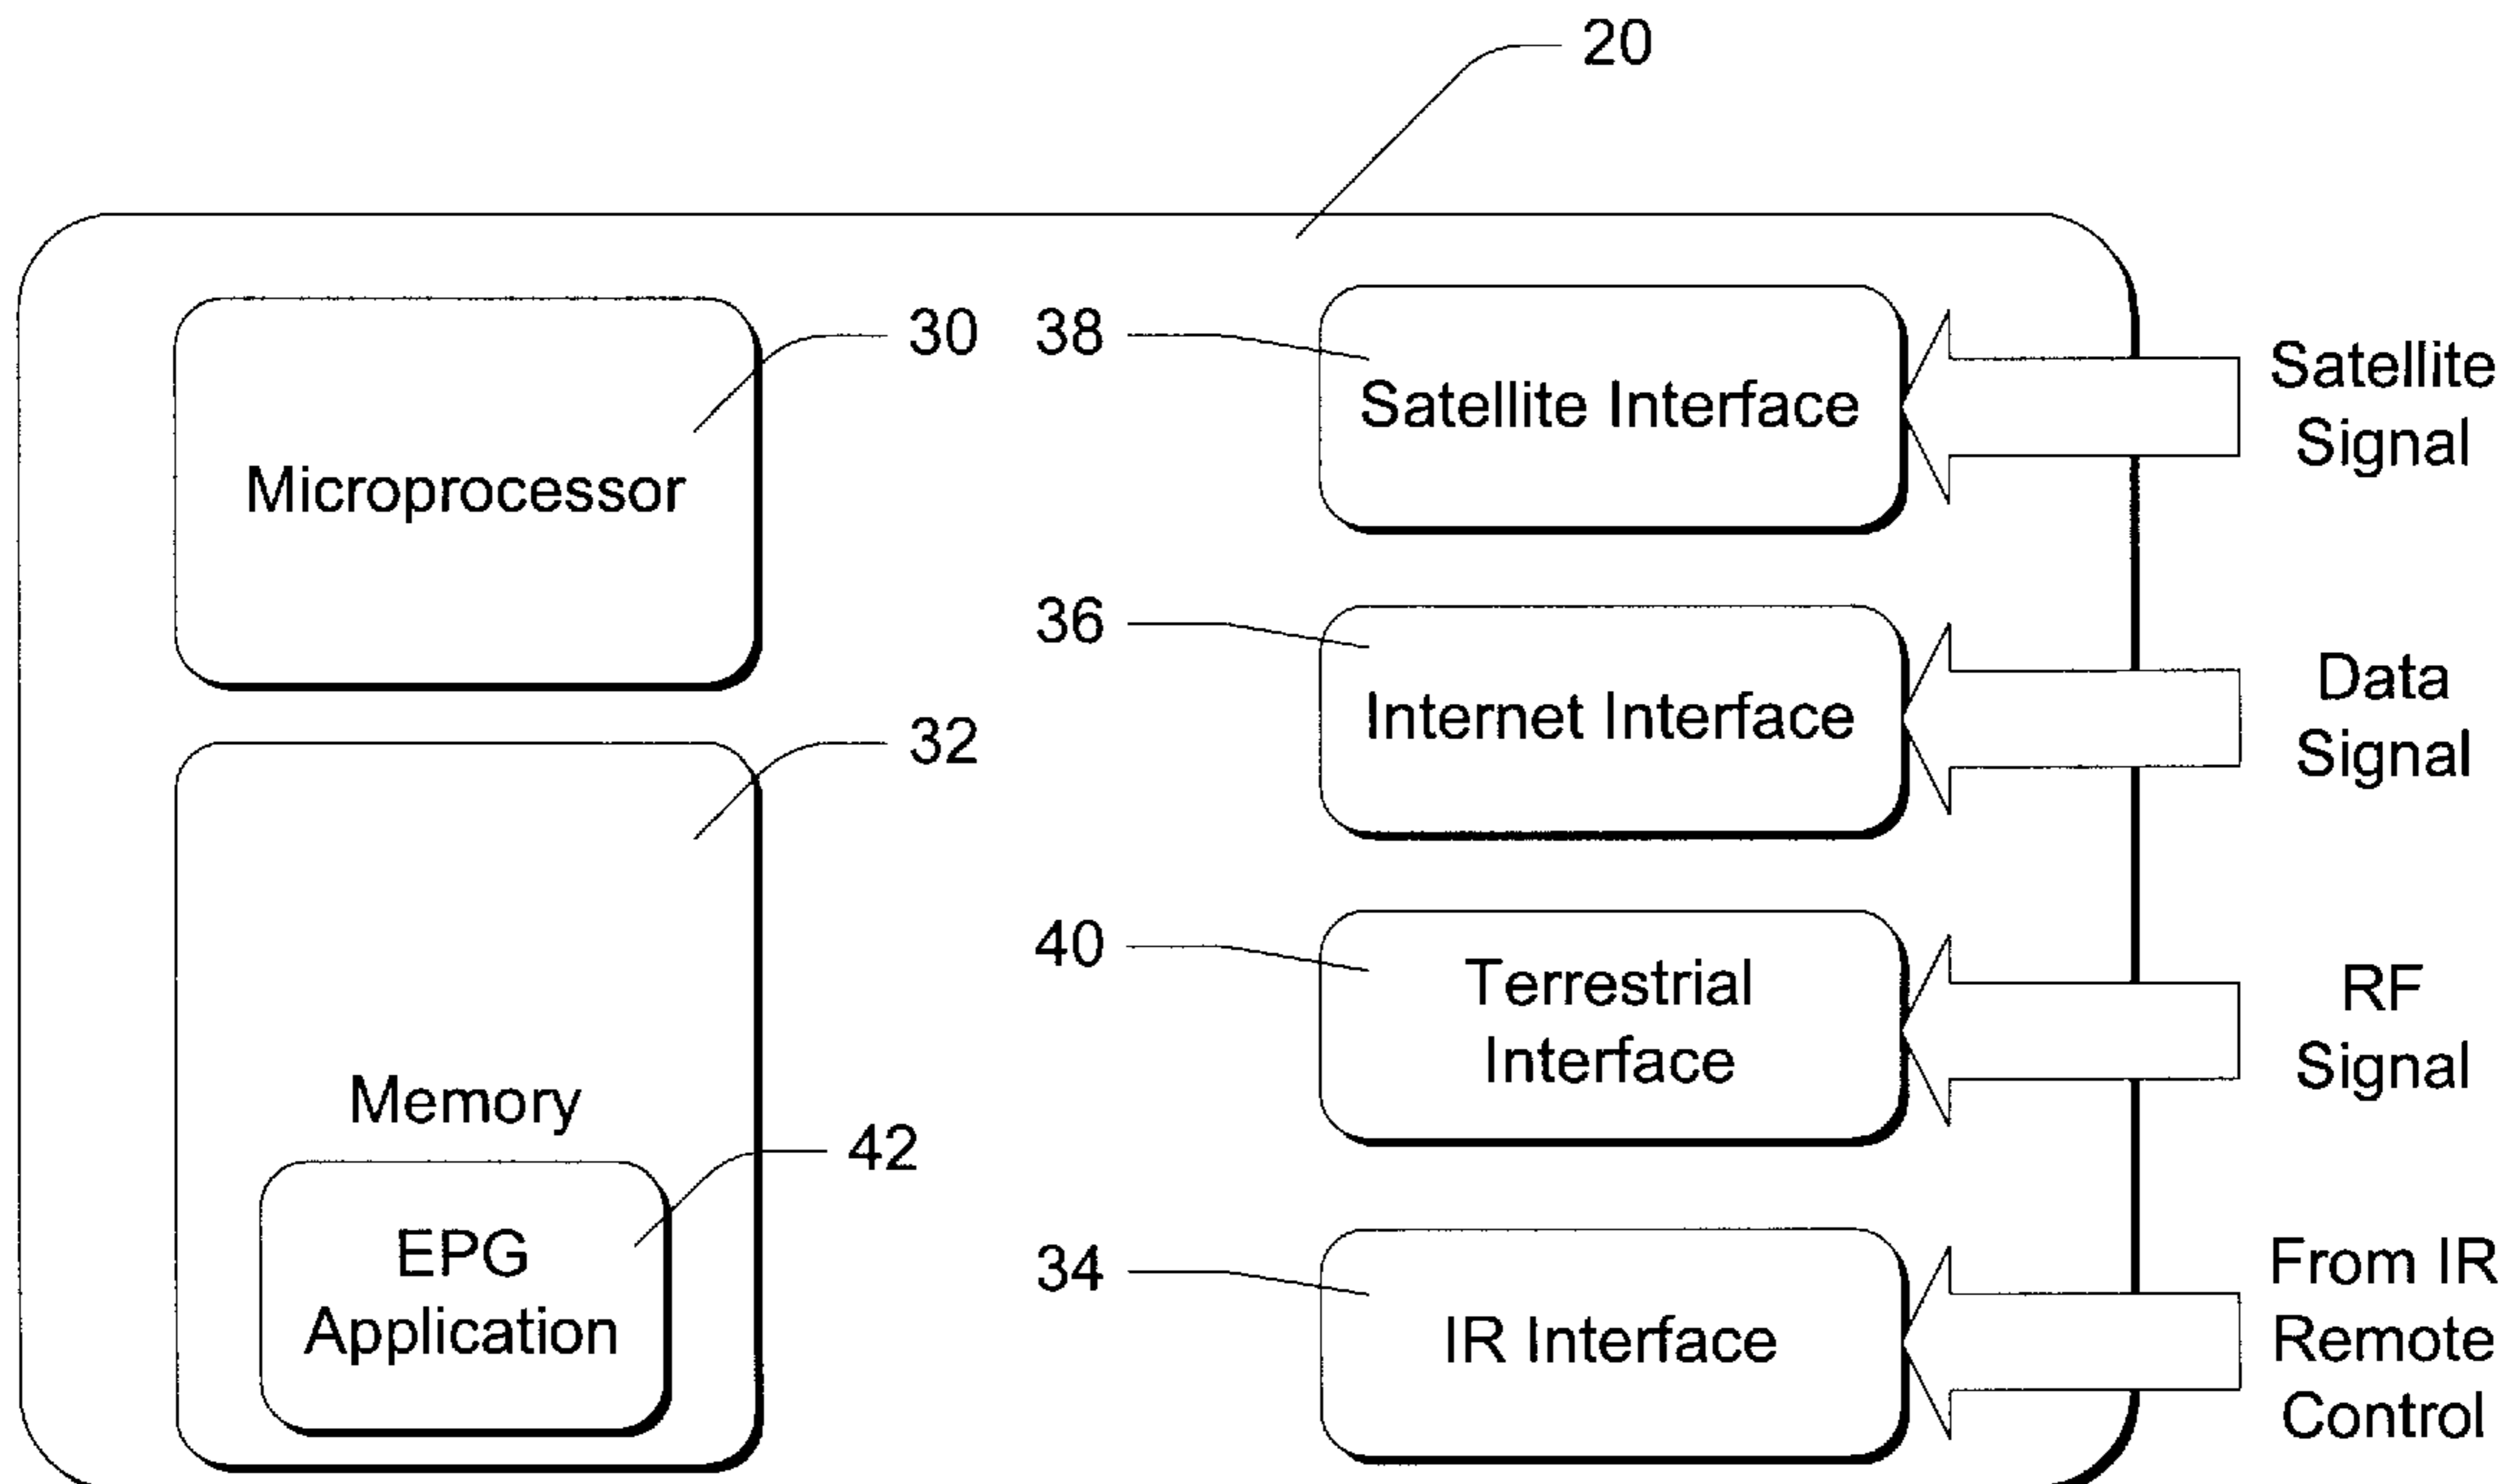 20
30
Microprocessor
32
Memory
42
EPG
Application
38
Satellite Interface
Satellite
Signal
36
Internet Interface
Data
Signal
40
Terrestrial
Interface
RF
Signal
34
IR Interface
From IR
Remote
Control